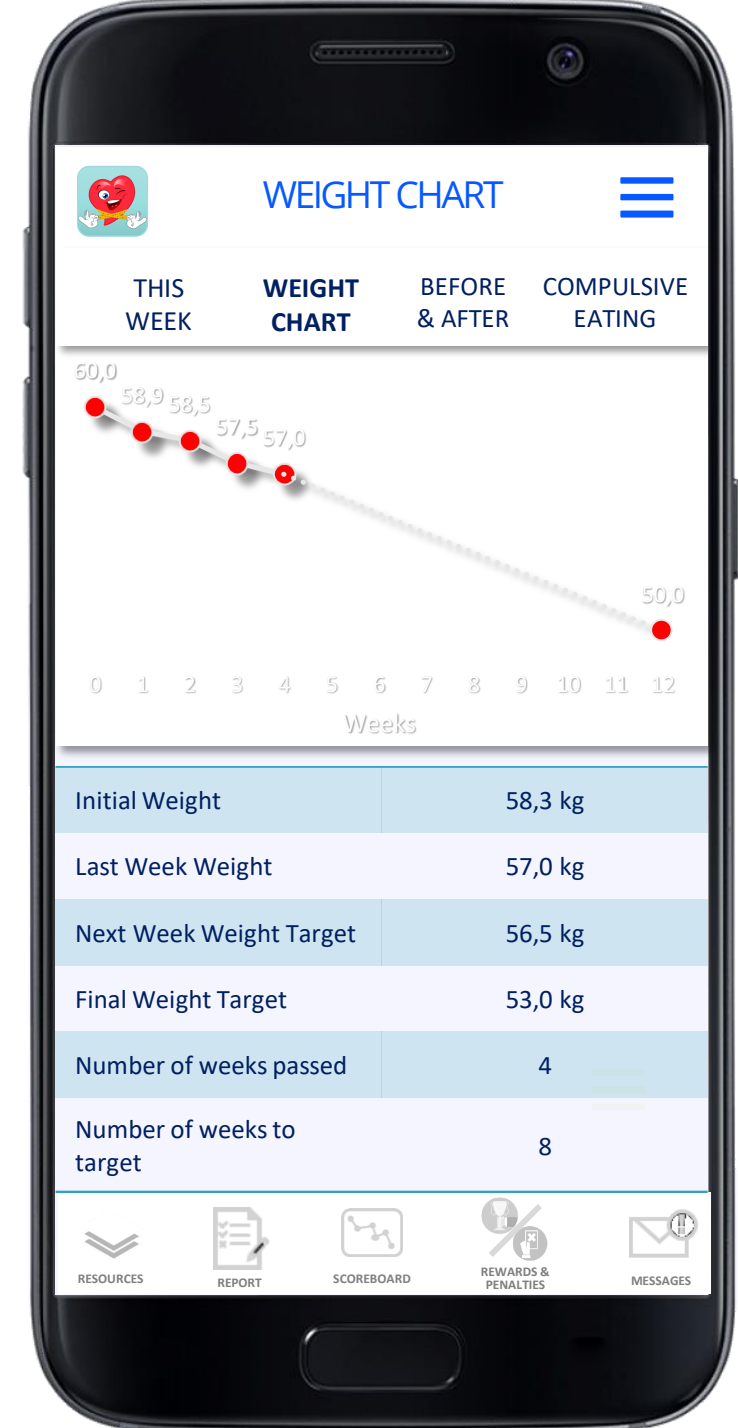 WEIGHT CHART
THIS
WEEK
WEIGHT
CHART
BEFORE
& AFTER
COMPULSIVE
EATING
60,0
58,9
58,5
57,5
57,0
50,0
0 1 2 3 4 5 6 7 8 9 10 11 12
Weeks
Initial Weight 58,3 kg
Last Week Weight 57,0 kg
Next Week Weight Target 56,5 kg
Final Weight Target 53,0 kg
Number of weeks passed 4
Number of weeks to
target 8
RESOURCES
REPORT
SCOREBOARD
REWARDS &
PENALTIES
MESSAGES